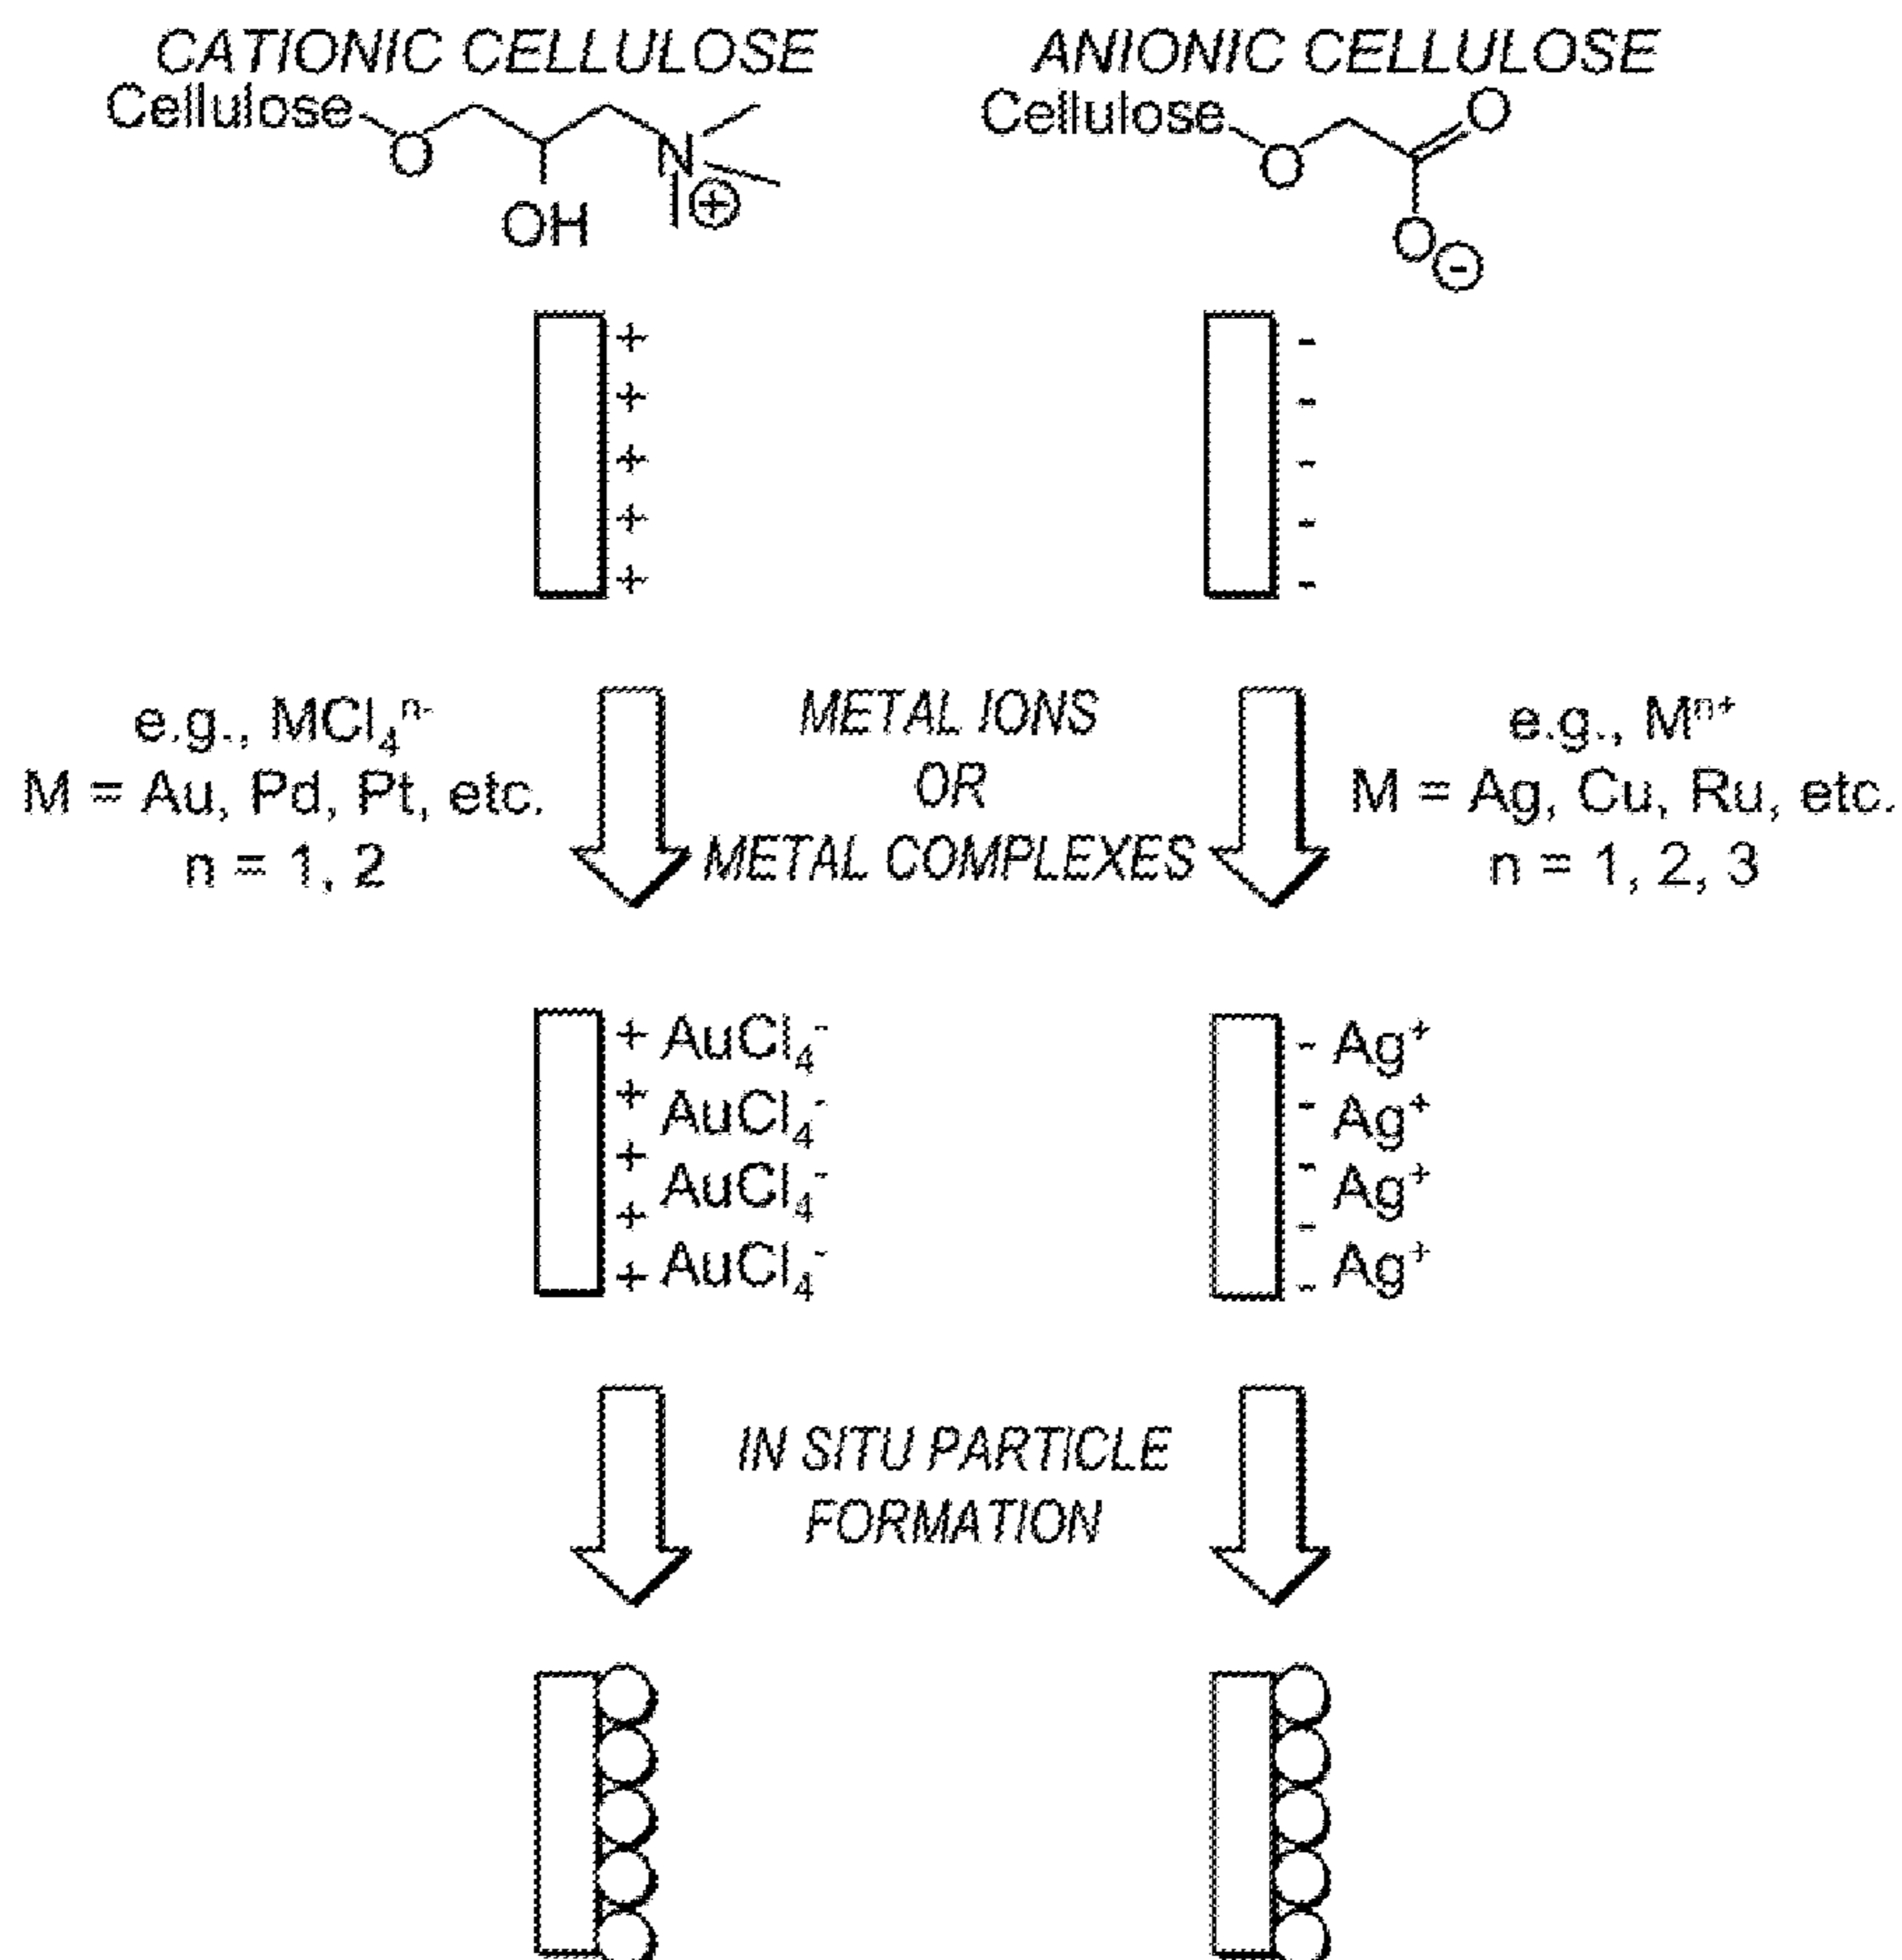 CATIONIC CELLULOSE
Cellulose
O
N
⊕
OH
ANIONIC CELLULOSE
Cellulose
O
O
O
⊖
+
+
+
+
+
-
-
-
-
-
e.g., MCl₄ⁿ⁻
M = Au, Pd, Pt, etc.
n = 1, 2
METAL IONS
OR
METAL COMPLEXES
e.g., Mⁿ⁺
M = Ag, Cu, Ru, etc.
n = 1, 2, 3
+ AuCl₄⁻
+ AuCl₄⁻
+ AuCl₄⁻
+
+ AuCl₄⁻
- Ag⁺
- Ag⁺
- Ag⁺
-
- Ag⁺
IN SITU PARTICLE
FORMATION